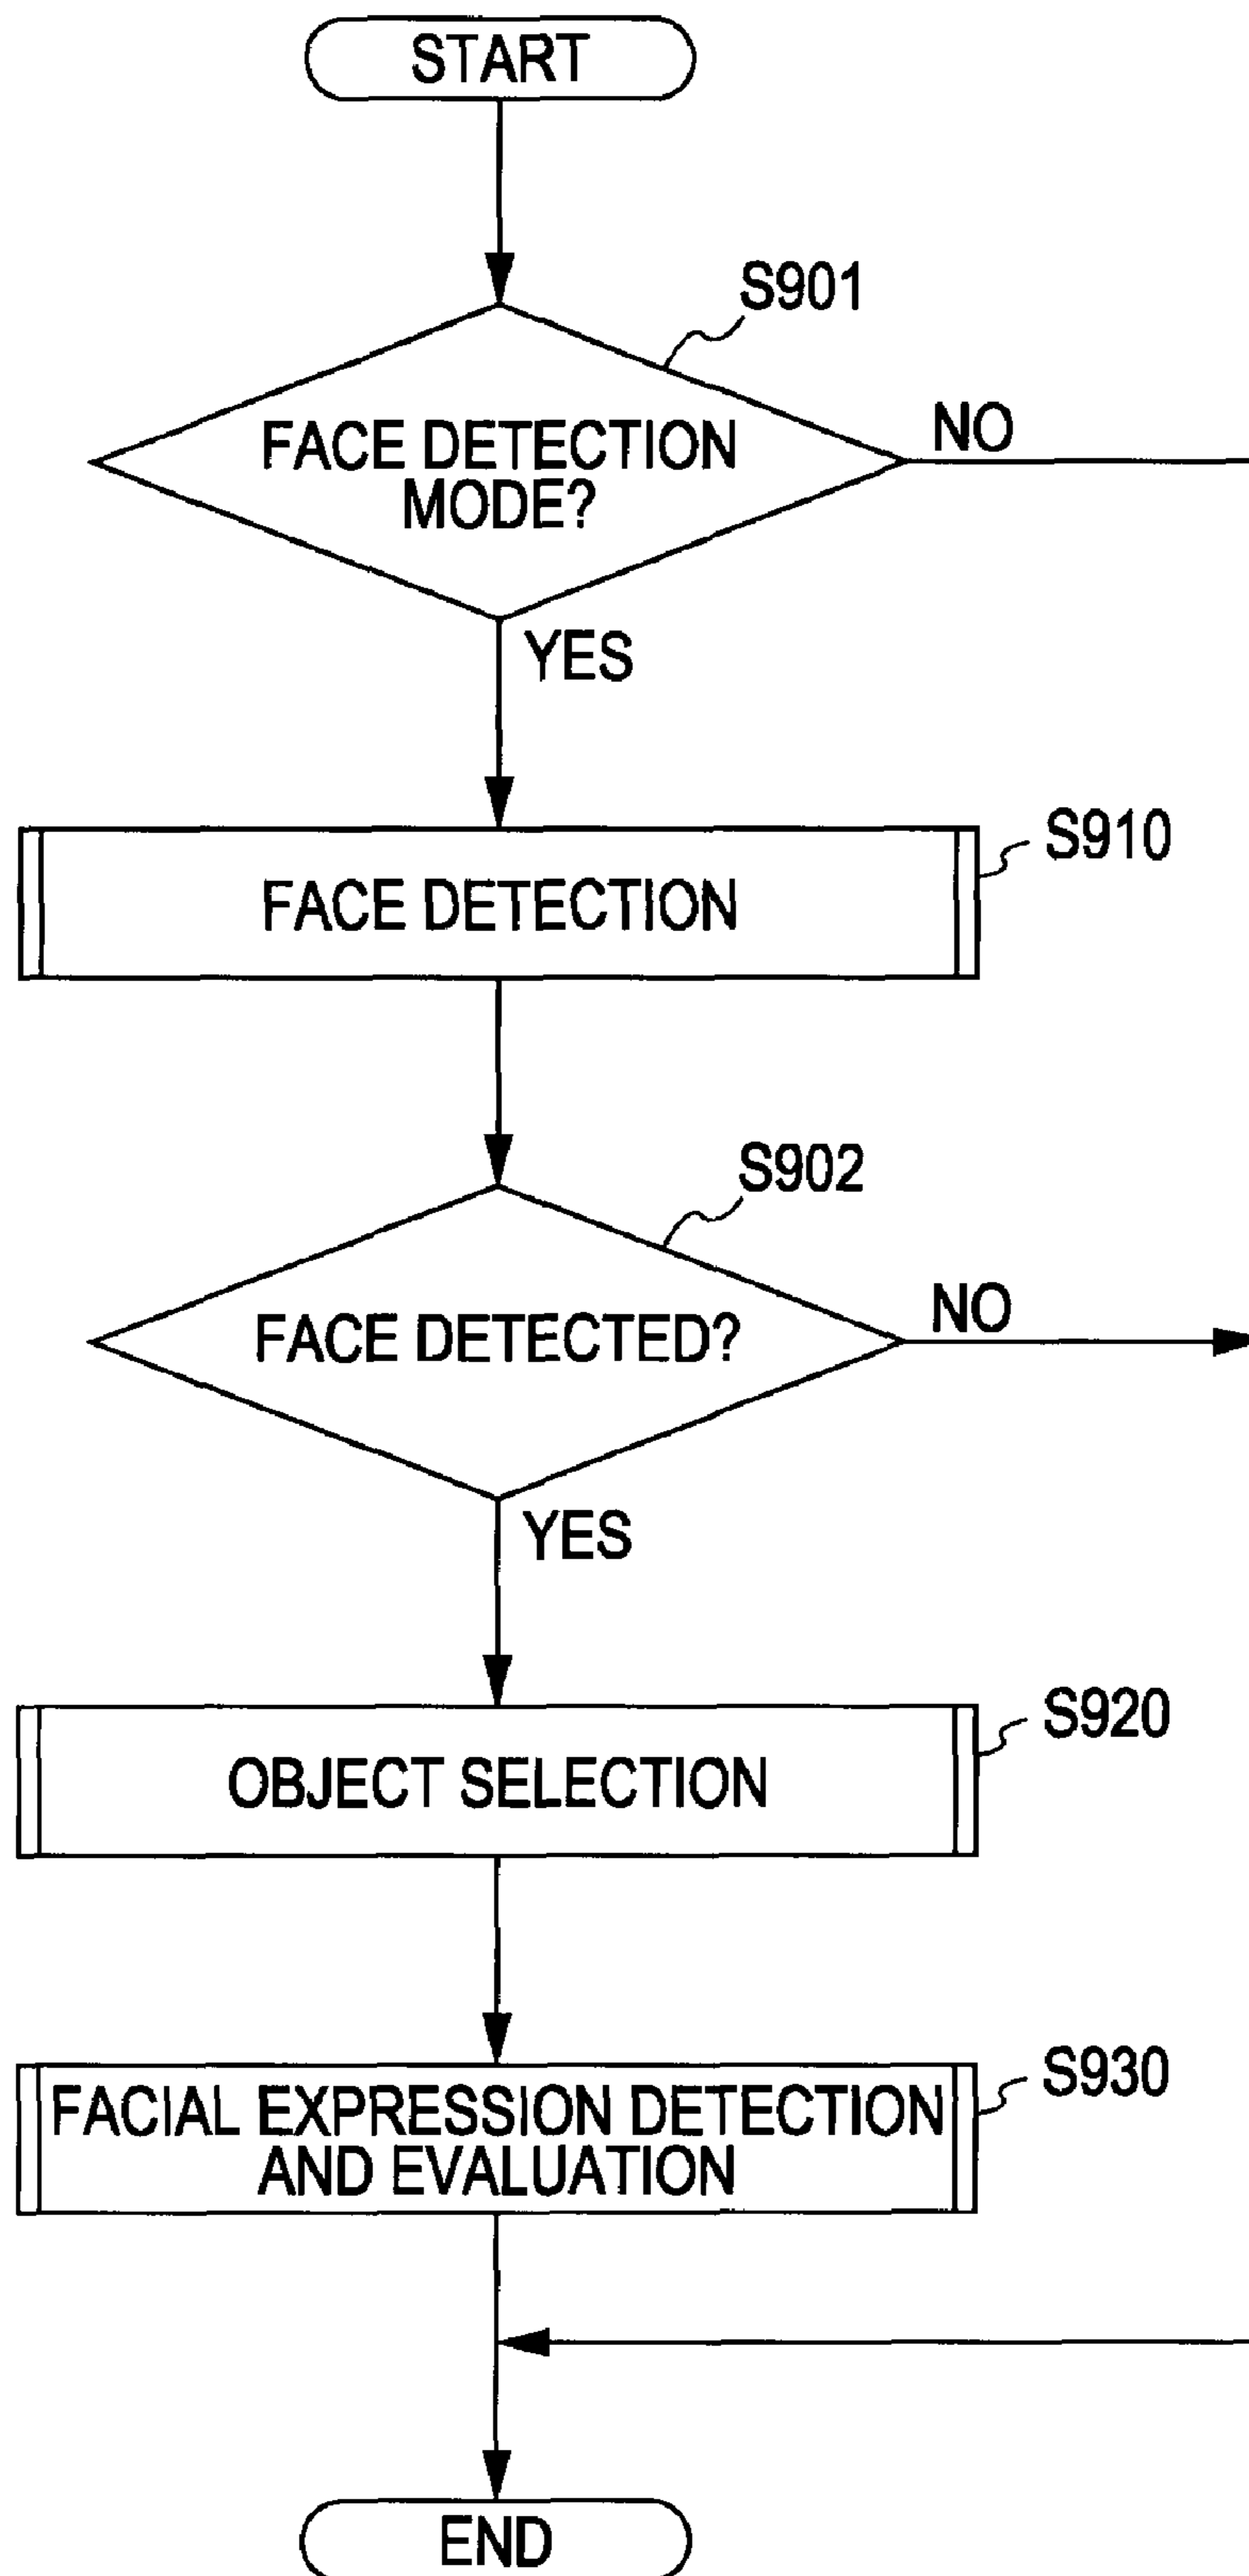 START
S901
FACE DETECTION
MODE?
NO
YES
S910
FACE DETECTION
S902
FACE DETECTED?
NO
YES
S920
OBJECT SELECTION
S930
FACIAL EXPRESSION DETECTION
AND EVALUATION
END